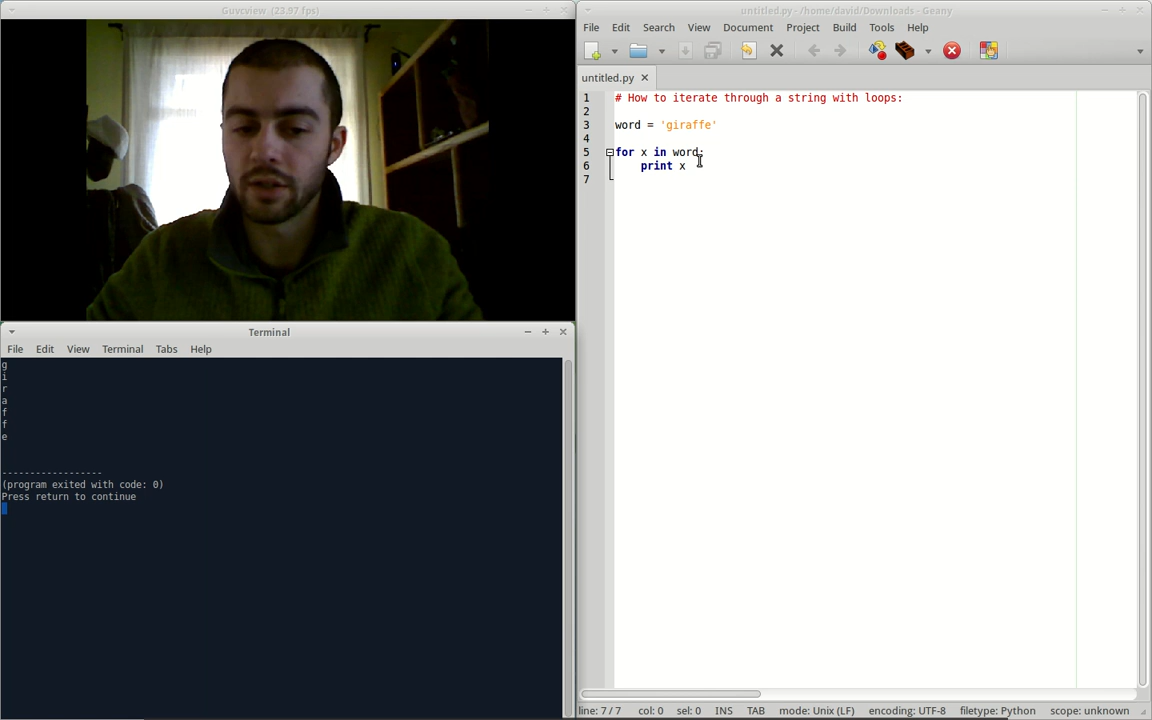 Guvcview (23.97 fps)
Terminal
File Edit View Terminal Tabs Help
g
i
r
a
f
f
e
------------------
(program exited with code: 0)
Press return to continue
untitled.py - /home/david/Downloads - Geany
File Edit Search View Document Project Build Tools Help
untitled.py
1 # How to iterate through a string with loops:
2
3 word = 'giraffe'
4
5 for x in word:
6 print x
7
line: 7 / 7 col: 0 sel: 0 INS TAB mode: Unix (LF) encoding: UTF-8 filetype: Python scope: unknown